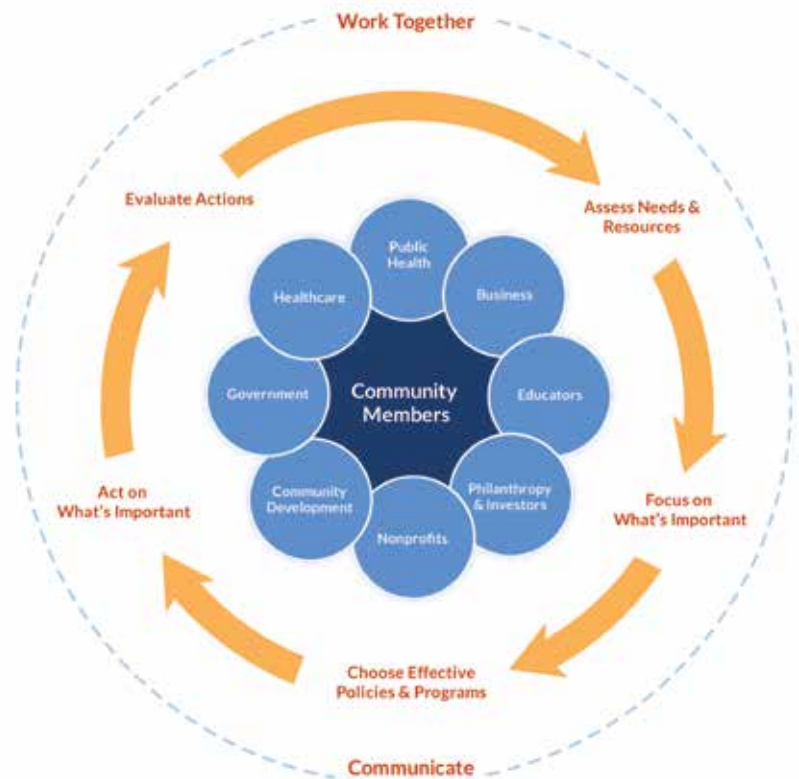 Work Together
Evaluate Actions
Assess Needs &
Resources
Public
Health
Healthcare
Business
Government
Community
Members
Educators
Community
Development
Philanthropy
& Investors
Nonprofits
Act on
What's Important
Focus on
What's Important
Choose Effective
Policies & Programs
Communicate